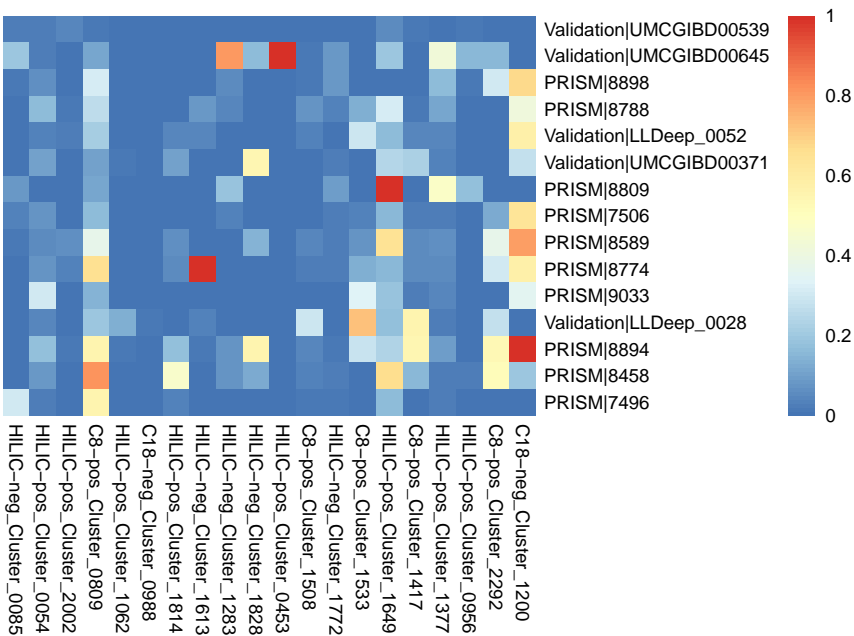 Validation|UMCGIBD00539
Validation|UMCGIBD00645
PRISM|8898
PRISM|8788
Validation|LLDeep_0052
Validation|UMCGIBD00371
PRISM|8809
PRISM|7506
PRISM|8589
PRISM|8774
PRISM|9033
Validation|LLDeep_0028
PRISM|8894
PRISM|8458
PRISM|7496
1
0.8
0.6
0.4
0.2
0
HILIC−neg_Cluster_0085
HILIC−pos_Cluster_0054
HILIC−pos_Cluster_2002
C8−pos_Cluster_0809
HILIC−pos_Cluster_1062
C18−neg_Cluster_0988
HILIC−pos_Cluster_1814
HILIC−neg_Cluster_1613
HILIC−neg_Cluster_1283
HILIC−neg_Cluster_1828
HILIC−pos_Cluster_0453
C8−pos_Cluster_1508
HILIC−neg_Cluster_1772
C8−pos_Cluster_1533
HILIC−pos_Cluster_1649
C8−pos_Cluster_1417
HILIC−pos_Cluster_1377
HILIC−pos_Cluster_0956
C8−pos_Cluster_2292
C18−neg_Cluster_1200